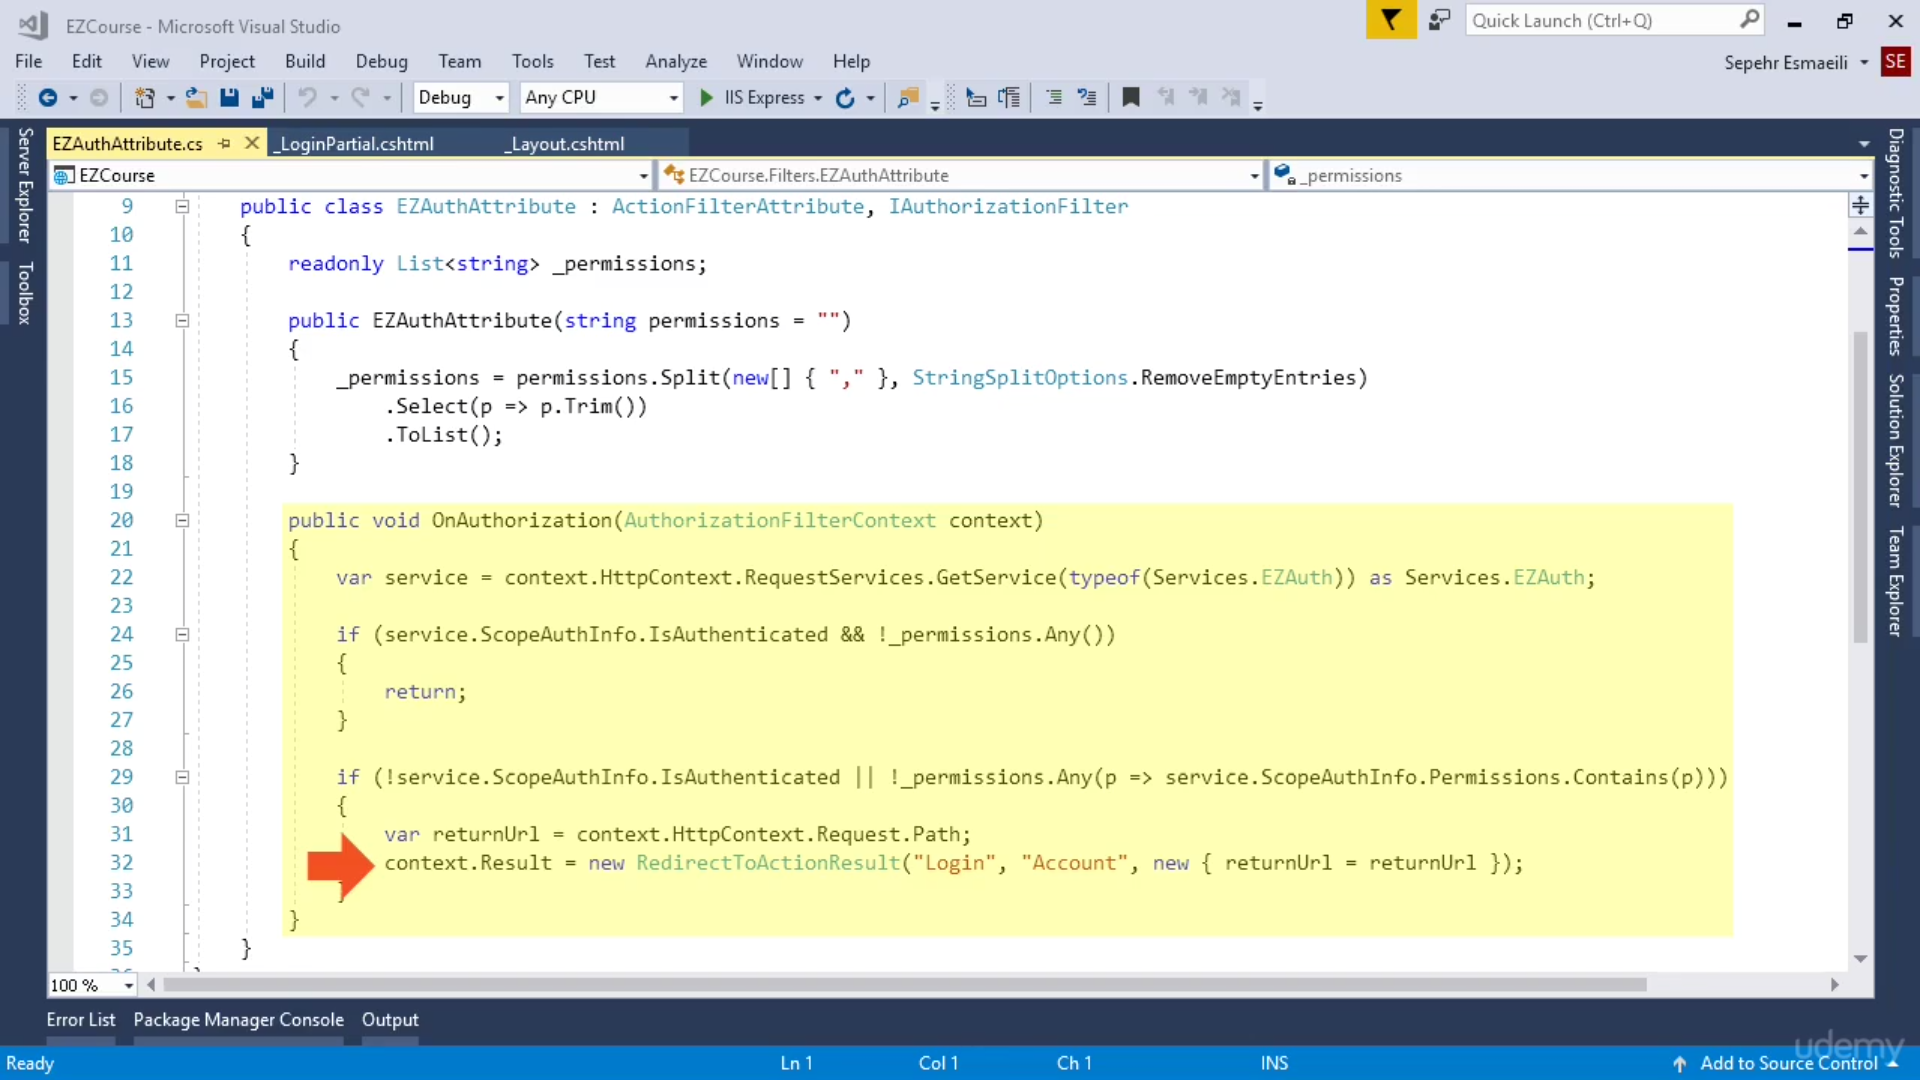 EZCourse - Microsoft Visual Studio
Quick Launch (Ctrl+Q)
File Edit View Project Build Debug Team Tools Test Analyze Window Help
Sepehr Esmaeili SE
Debug Any CPU IIS Express
Server Explorer
Toolbox
EZAuthAttribute.cs _LoginPartial.cshtml _Layout.cshtml
EZCourse EZCourse.Filters.EZAuthAttribute _permissions
9 public class EZAuthAttribute : ActionFilterAttribute, IAuthorizationFilter
10 {
11 readonly List<string> _permissions;
12
13 public EZAuthAttribute(string permissions = "")
14 {
15 _permissions = permissions.Split(new[] { "," }, StringSplitOptions.RemoveEmptyEntries)
16 .Select(p => p.Trim())
17 .ToList();
18 }
19
20 public void OnAuthorization(AuthorizationFilterContext context)
21 {
22 var service = context.HttpContext.RequestServices.GetService(typeof(Services.EZAuth)) as Services.EZAuth;
23
24 if (service.ScopeAuthInfo.IsAuthenticated && !_permissions.Any())
25 {
26 return;
27 }
28
29 if (!service.ScopeAuthInfo.IsAuthenticated || !_permissions.Any(p => service.ScopeAuthInfo.Permissions.Contains(p)))
30 {
31 var returnUrl = context.HttpContext.Request.Path;
32 context.Result = new RedirectToActionResult("Login", "Account", new { returnUrl = returnUrl });
33 }
34 }
35 }
Diagnostic Tools
Properties
Solution Explorer
Team Explorer
100 %
Error List Package Manager Console Output
udemy
Ready Ln 1 Col 1 Ch 1 INS Add to Source Control